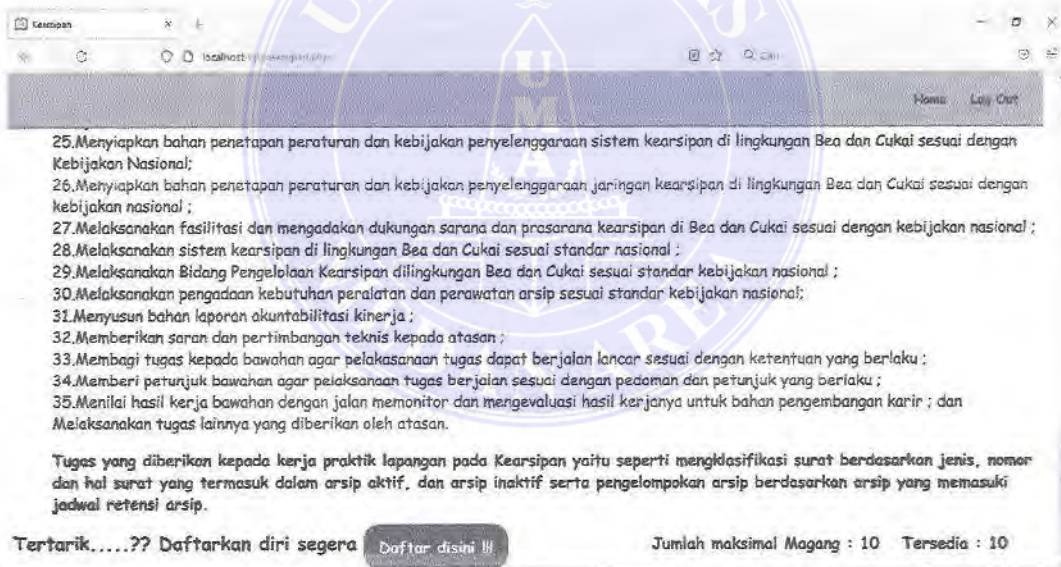 Kearsipan
localhost
Home Log Out
25.Menyiapkan bahan penetapan peraturan dan kebijakan penyelenggaraan sistem kearsipan di lingkungan Bea dan Cukai sesuai dengan
Kebijakan Nasional;
26.Menyiapkan bahan penetapan peraturan dan kebijakan penyelenggaraan jaringan kearsipan di lingkungan Bea dan Cukai sesuai dengan
kebijakan nasional ;
27.Melaksanakan fasilitasi dan mengadakan dukungan sarana dan prasarana kearsipan di Bea dan Cukai sesuai dengan kebijakan nasional ;
28.Melaksanakan sistem kearsipan di lingkungan Bea dan Cukai sesuai standar nasional ;
29.Melaksanakan Bidang Pengelolaan Kearsipan dilingkungan Bea dan Cukai sesuai standar kebijakan nasional ;
30.Melaksanakan pengadaan kebutuhan peralatan dan perawatan arsip sesuai standar kebijakan nasional;
31.Menyusun bahan laporan akuntabilitas kinerja ;
32.Memberikan saran dan pertimbangan teknis kepada atasan ;
33.Membagi tugas kepada bawahan agar pelakasanaan tugas dapat berjalan lancar sesuai dengan ketentuan yang berlaku ;
34.Memberi petunjuk bawahan agar pelaksanaan tugas berjalan sesuai dengan pedoman dan petunjuk yang berlaku ;
35.Menilai hasil kerja bawahan dengan jalan memonitor dan mengevaluasi hasil kerjanya untuk bahan pengembangan karir ; dan
Melaksanakan tugas lainnya yang diberikan oleh atasan.
Tugas yang diberikan kepada kerja praktik lapangan pada Kearsipan yaitu seperti mengklasifikasi surat berdasarkan jenis, nomor
dan hal surat yang termasuk dalam arsip aktif, dan arsip inaktif serta pengelompokan arsip berdasarkan arsip yang memasuki
jadwal retensi arsip.
Tertarik.....?? Daftarkan diri segera Daftar disini !!! Jumlah maksimal Magang : 10 Tersedia : 10
UMA
AREA